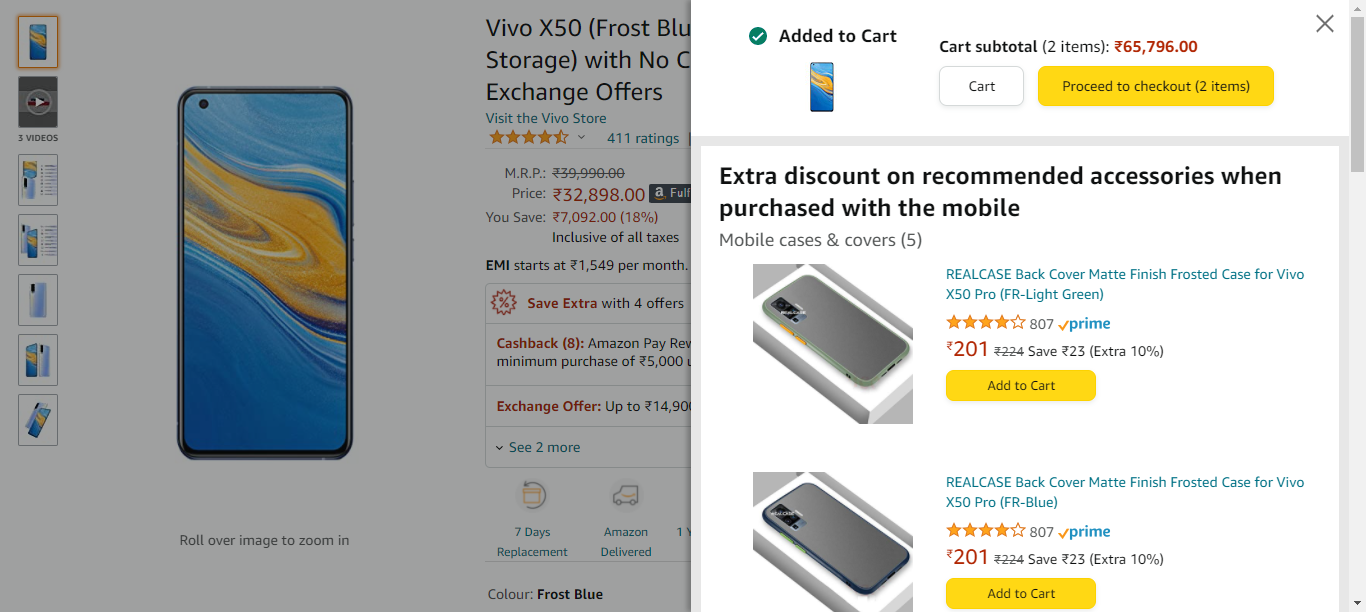 3 VIDEOS
Roll over image to zoom in
Vivo X50 (Frost Blu
Storage) with No C
Exchange Offers
Visit the Vivo Store
411 ratings |
M.R.P.: ₹39,990.00
Price: ₹32,898.00 a Fulf
You Save: ₹7,092.00 (18%)
Inclusive of all taxes
EMI starts at ₹1,549 per month.
Save Extra with 4 offers
Cashback (8): Amazon Pay Rew
minimum purchase of ₹5,000 u
Exchange Offer: Up to ₹14,900
See 2 more
7 Days
Replacement
Amazon
Delivered
1 Y
Colour: Frost Blue
Added to Cart
Cart subtotal (2 items): ₹65,796.00
Cart
Proceed to checkout (2 items)
Extra discount on recommended accessories when
purchased with the mobile
Mobile cases & covers (5)
REALCASE
REALCASE Back Cover Matte Finish Frosted Case for Vivo
X50 Pro (FR-Light Green)
807 prime
₹201 ₹224 Save ₹23 (Extra 10%)
Add to Cart
REALCASE
REALCASE Back Cover Matte Finish Frosted Case for Vivo
X50 Pro (FR-Blue)
807 prime
₹201 ₹224 Save ₹23 (Extra 10%)
Add to Cart